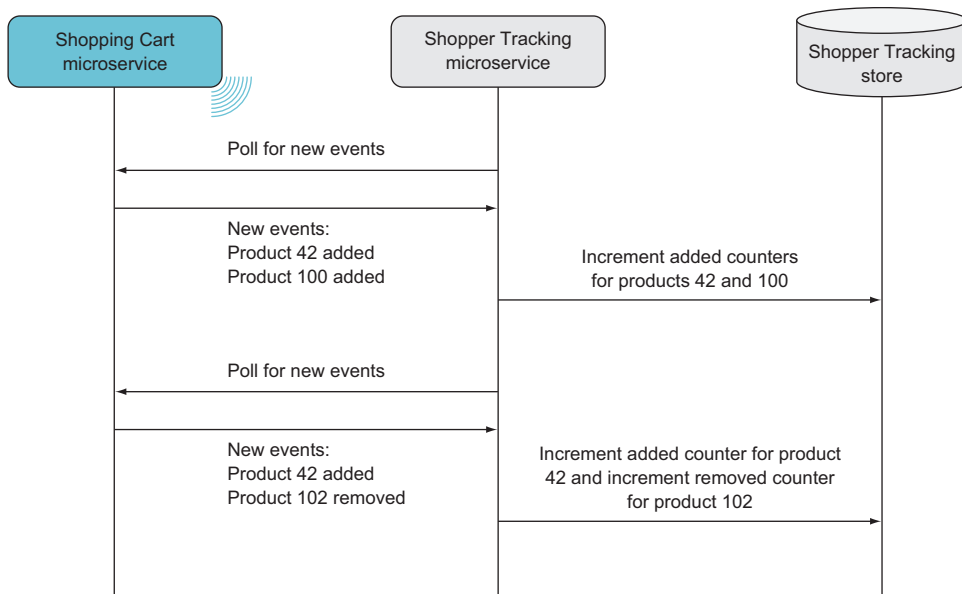 Shopping Cart
microservice
Shopper Tracking
microservice
Shopper Tracking
store
Poll for new events
New events:
Product 42 added
Product 100 added
Increment added counters
for products 42 and 100
Poll for new events
New events:
Product 42 added
Product 102 removed
Increment added counter for product
42 and increment removed counter
for product 102